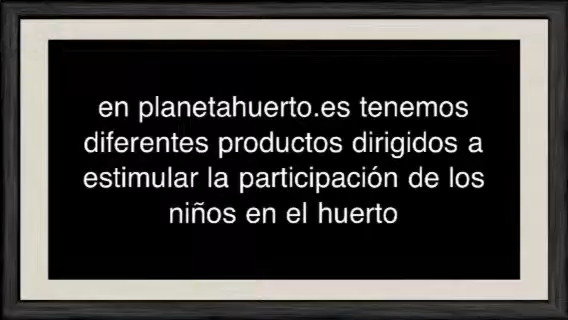 en planetahuerto.es tenemos
diferentes productos dirigidos a
estimular la participación de los
niños en el huerto